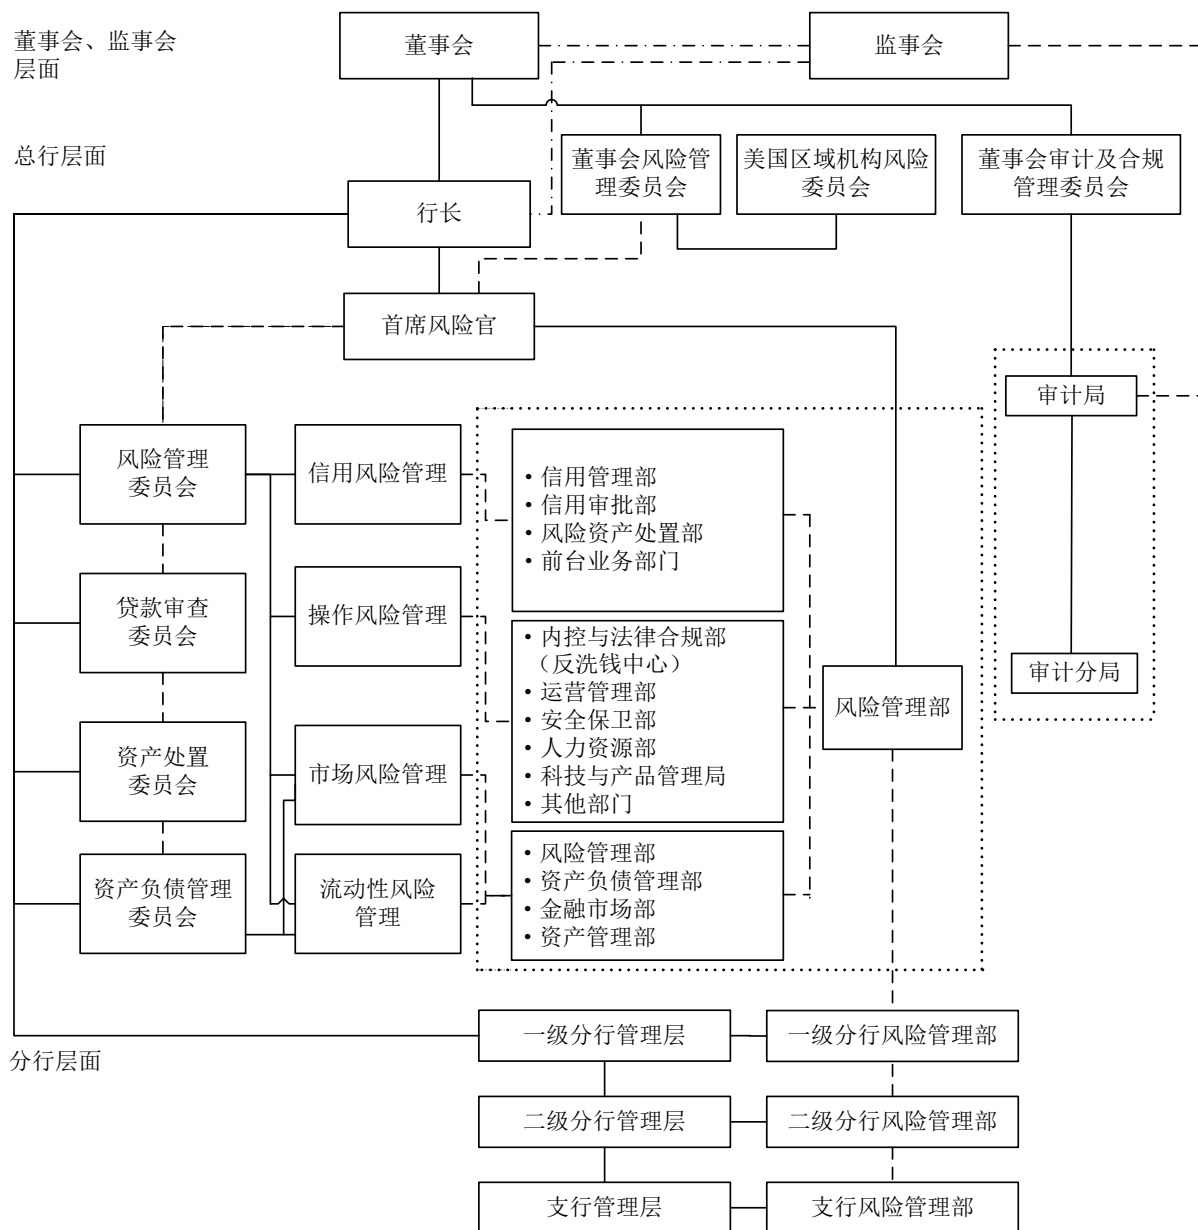 董事会、监事会
层面
董事会
监事会
总行层面
董事会风险管
理委员会
美国区域机构风险
委员会
董事会审计及合规
管理委员会
行长
首席风险官
审计局
风险管理
委员会
信用风险管理
•信用管理部
•信用审批部
•风险资产处置部
•前台业务部门
贷款审查
委员会
操作风险管理
•内控与法律合规部
（反洗钱中心）
•运营管理部
•安全保卫部
•人力资源部
•科技与产品管理局
•其他部门
风险管理部
审计分局
资产处置
委员会
市场风险管理
资产负债管理
委员会
流动性风险
管理
•风险管理部
•资产负债管理部
•金融市场部
•资产管理部
分行层面
一级分行管理层
一级分行风险管理部
二级分行管理层
二级分行风险管理部
支行管理层
支行风险管理部